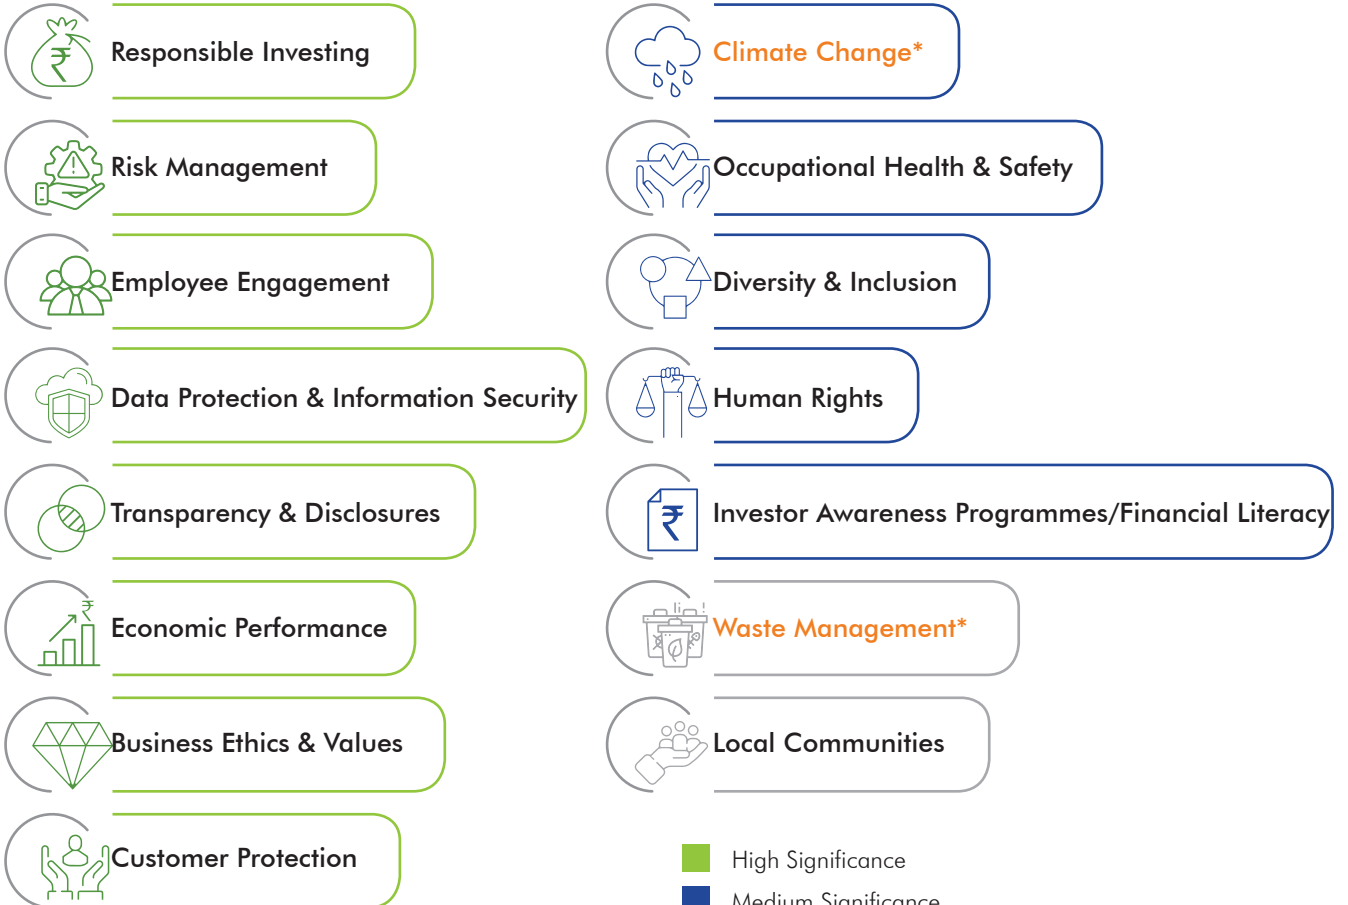 Responsible Investing
Risk Management
Employee Engagement
Data Protection & Information Security
Transparency & Disclosures
Economic Performance
Business Ethics & Values
Customer Protection
Climate Change*
Occupational Health & Safety
Diversity & Inclusion
Human Rights
Investor Awareness Programmes/Financial Literacy
Waste Management*
Local Communities
High Significance
Medium Significance